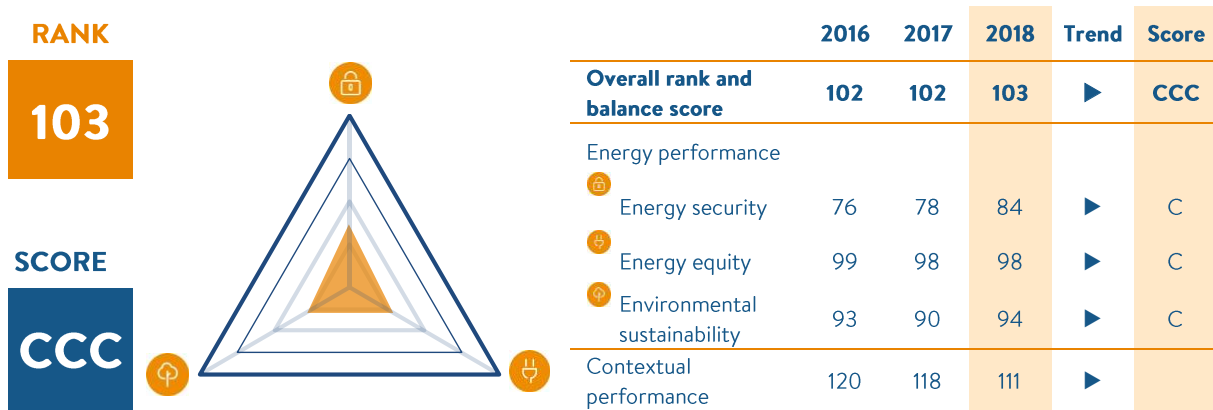 RANK
103
SCORE
CCC
2016 2017 2018 Trend Score
Overall rank and
balance score 102 102 103 CCC
Energy performance
Energy security 76 78 84 C
Energy equity 99 98 98 C
Environmental
sustainability 93 90 94 C
Contextual
performance 120 118 111